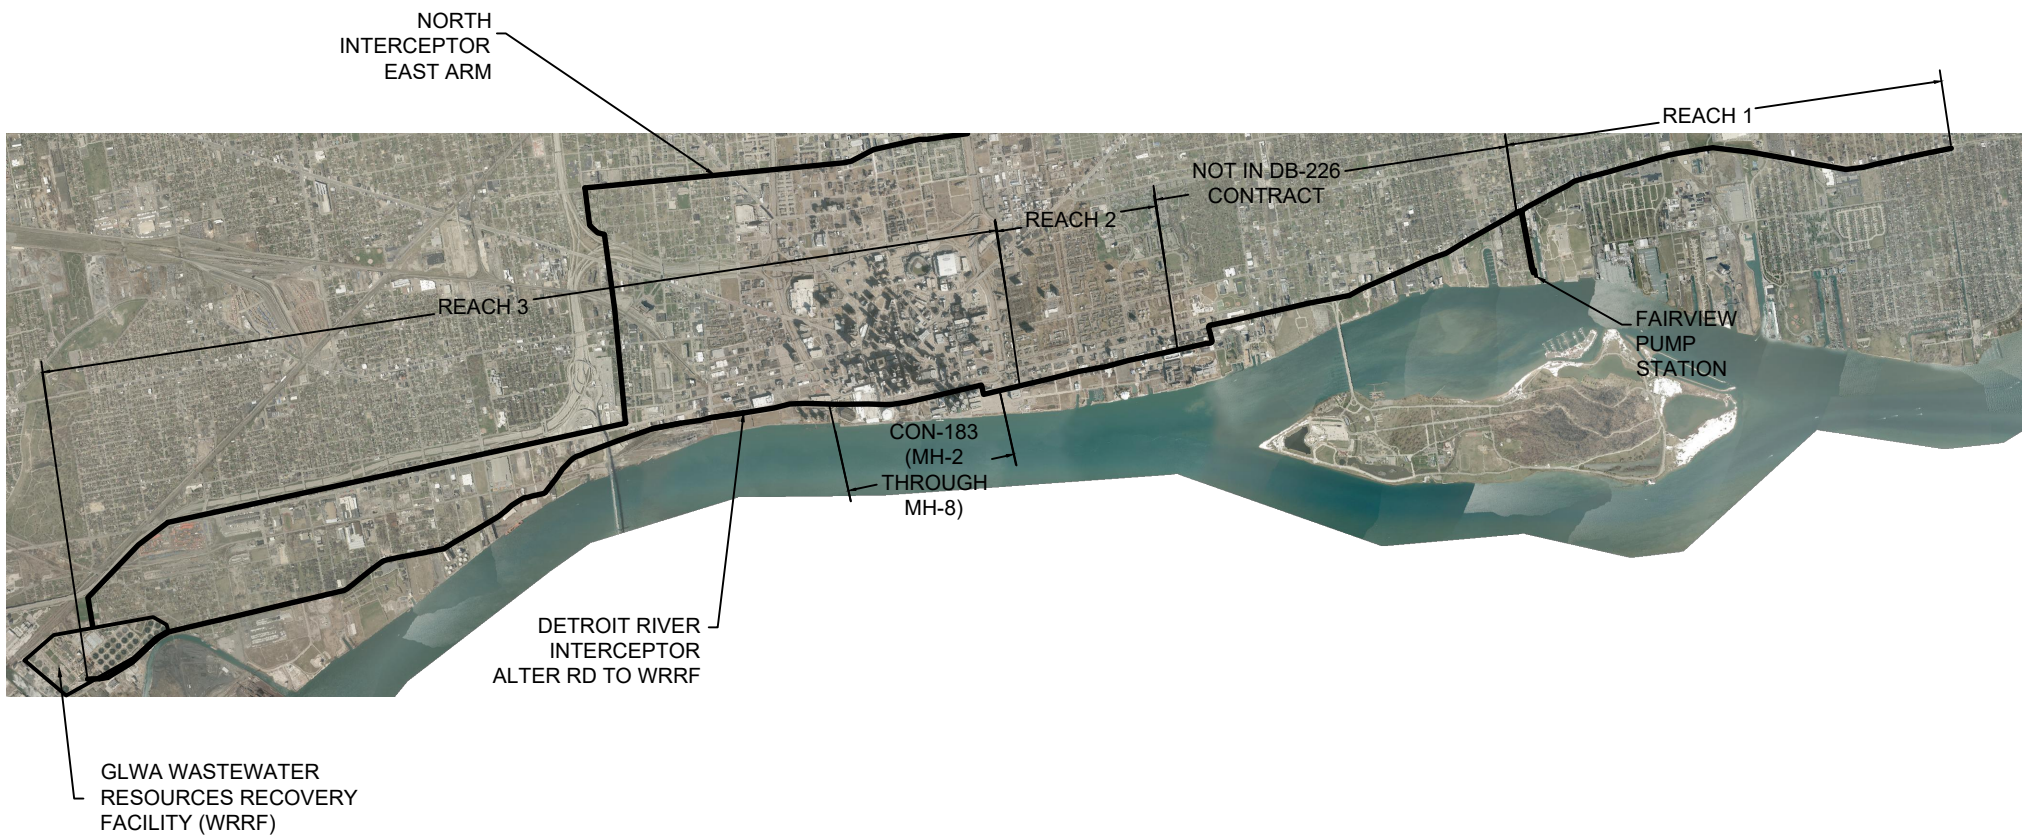 NORTH
INTERCEPTOR
EAST ARM
REACH 1
NOT IN DB-226
CONTRACT
REACH 2
REACH 3
FAIRVIEW
PUMP
STATION
CON-183
(MH-2
THROUGH
MH-8)
DETROIT RIVER
INTERCEPTOR
ALTER RD TO WRRF
GLWA WASTEWATER
RESOURCES RECOVERY
FACILITY (WRRF)